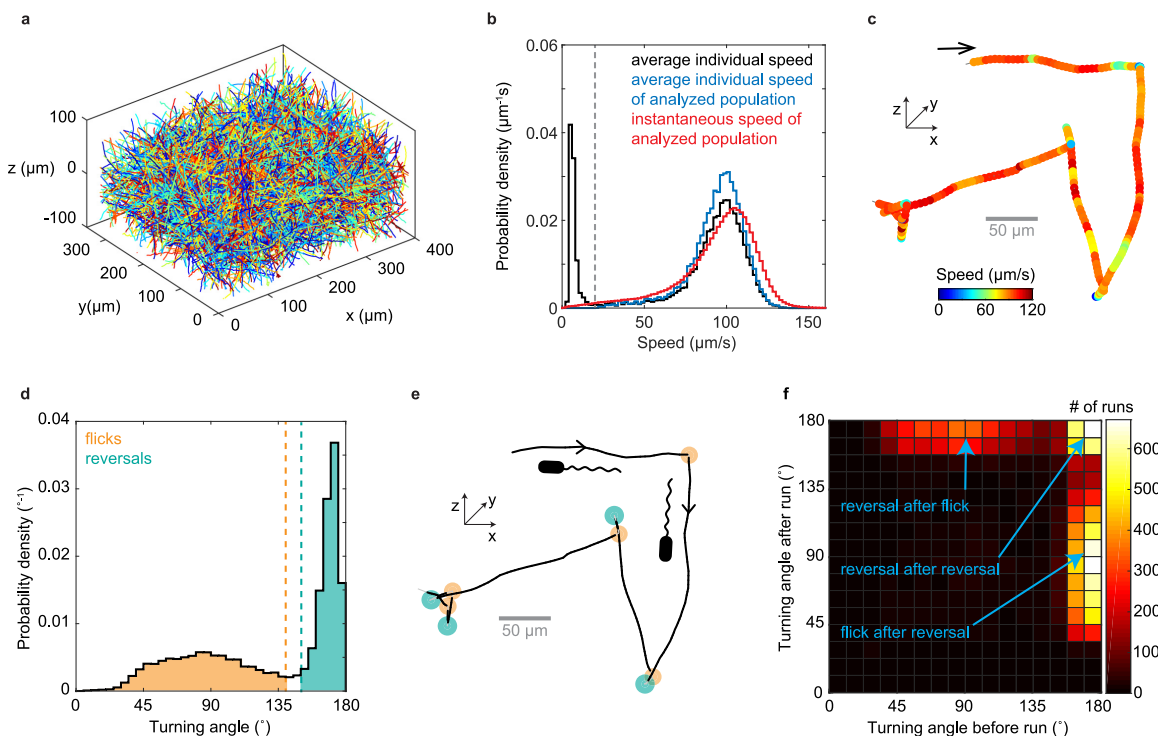 a
100
z (µm)
0
-100
300
200
y(µm)
100
0
0
100
200
x (µm)
300
400
b
0.06
0.04
0.02
0
Probability density (µm⁻¹s)
average individual speed
average individual speed
of analyzed population
instantaneous speed of
analyzed population
0
50
100
150
Speed (µm/s)
c
z
y
x
50 µm
Speed (µm/s)
0
60
120
d
0.04
0.03
0.02
0.01
0
Probability density (°⁻¹)
flicks
reversals
0
45
90
135
180
Turning angle (°)
e
z
y
x
50 µm
f
# of runs
180
135
90
45
0
Turning angle after run (°)
reversal after flick
reversal after reversal
flick after reversal
0
45
90
135
180
Turning angle before run (°)
600
500
400
300
200
100
0